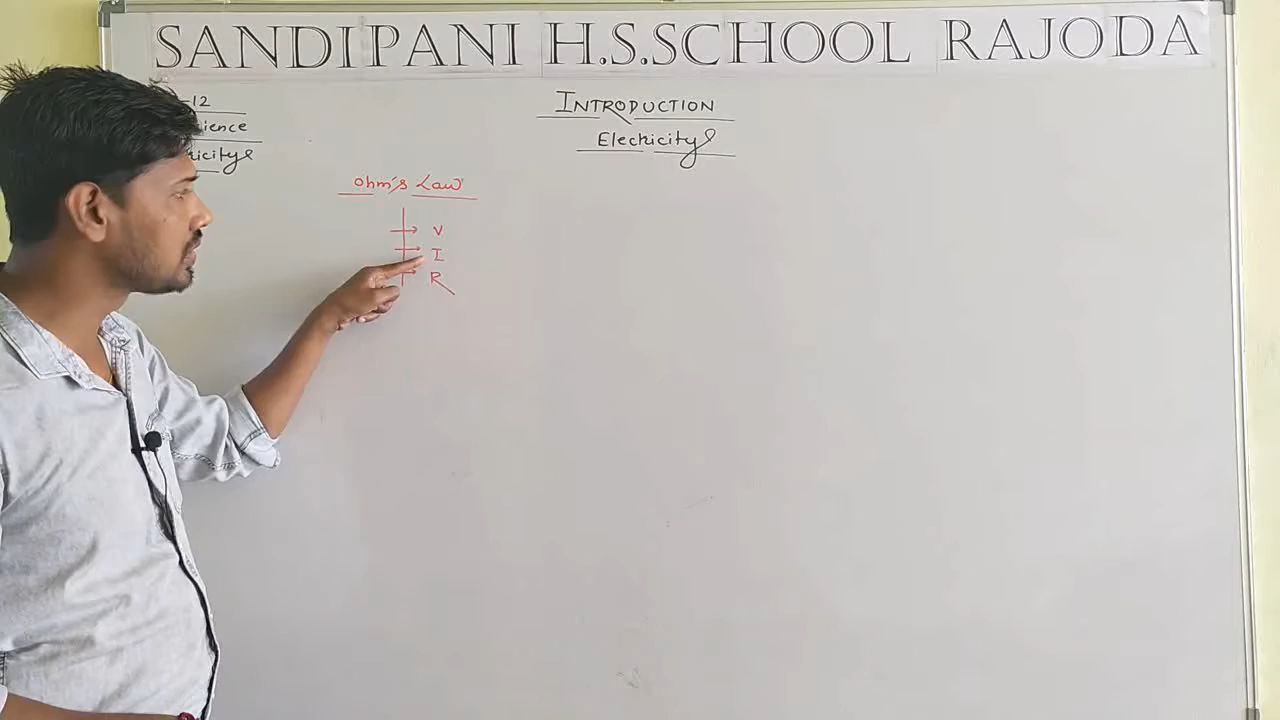 SANDIPANI H.S.SCHOOL RAJODA
-12
ience
icity
INTRODUCTION
Electricity
ohm's Law
V
I
R